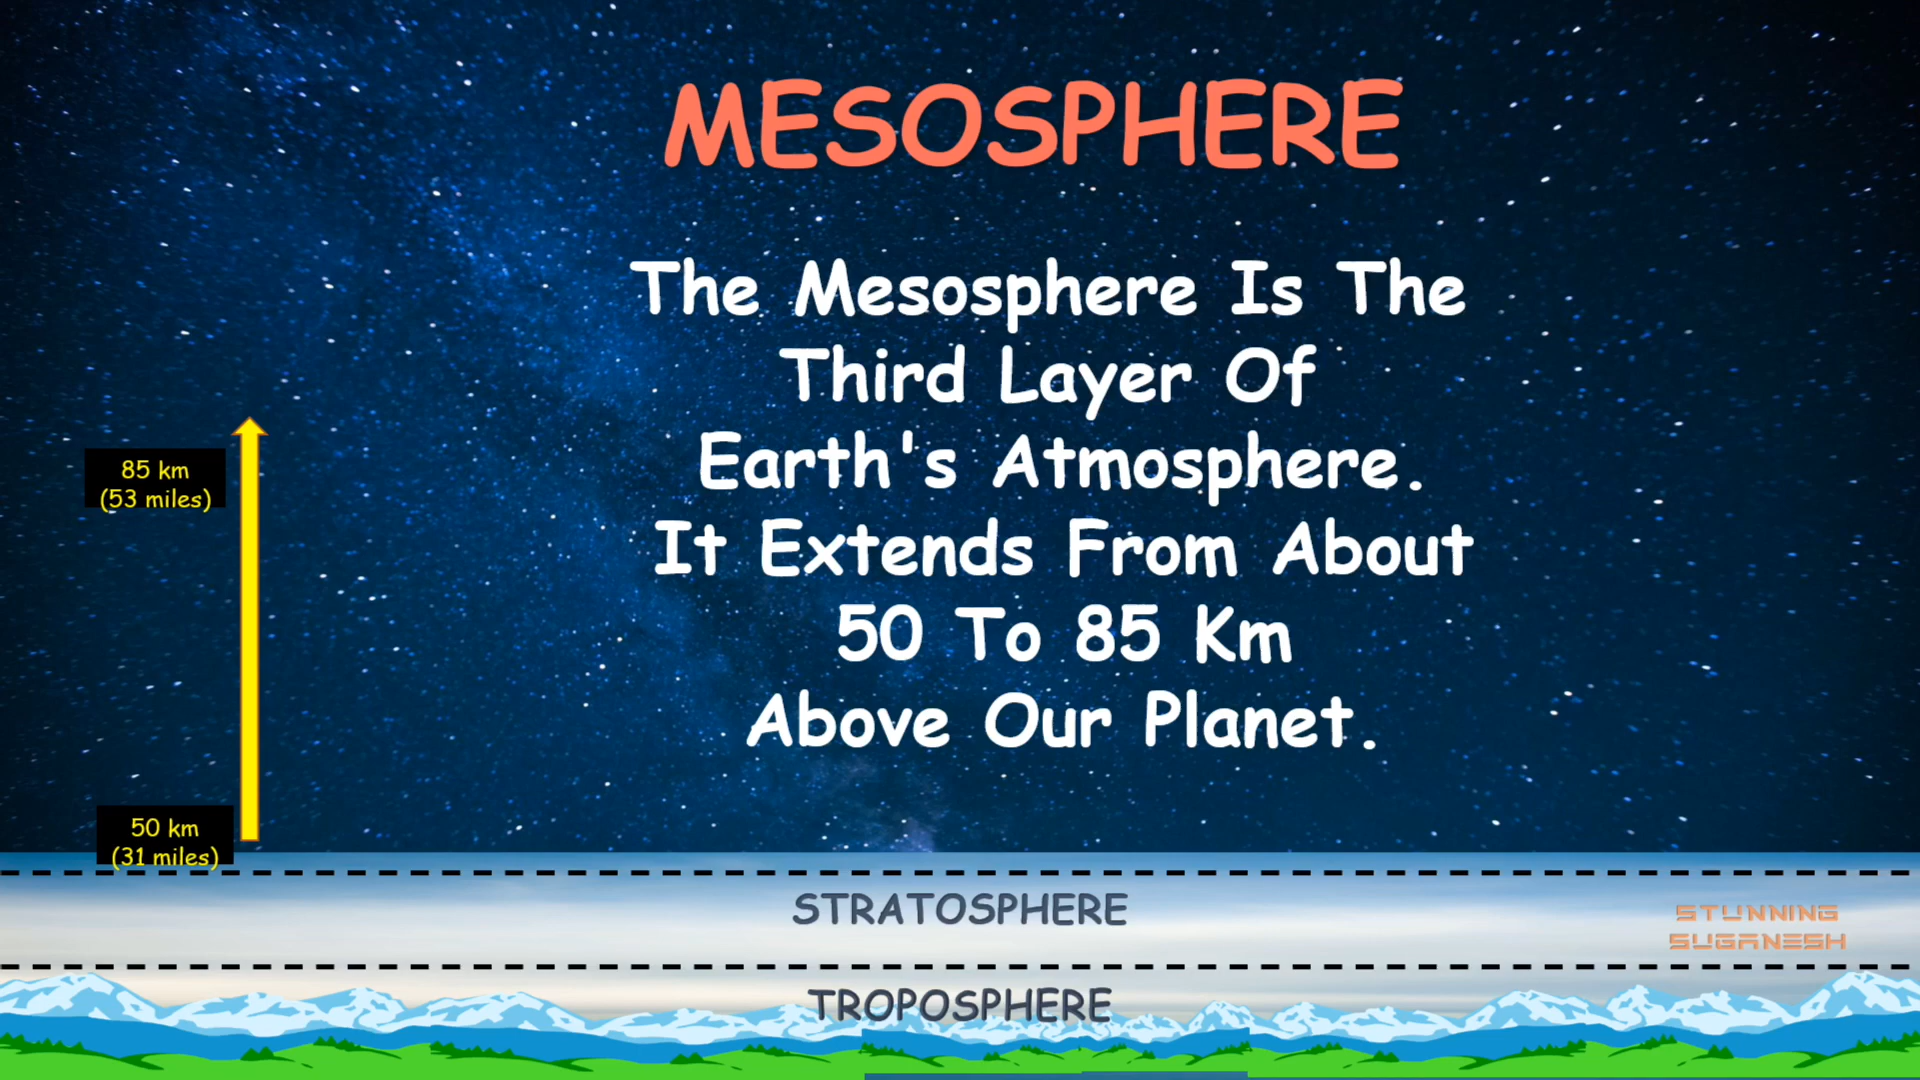 MESOSPHERE
The Mesosphere Is The
Third Layer Of
Earth's Atmosphere.
It Extends From About
50 To 85 Km
Above Our Planet.
85 km
(53 miles)
50 km
(31 miles)
STRATOSPHERE
STUNNING
SUGANESH
TROPOSPHERE